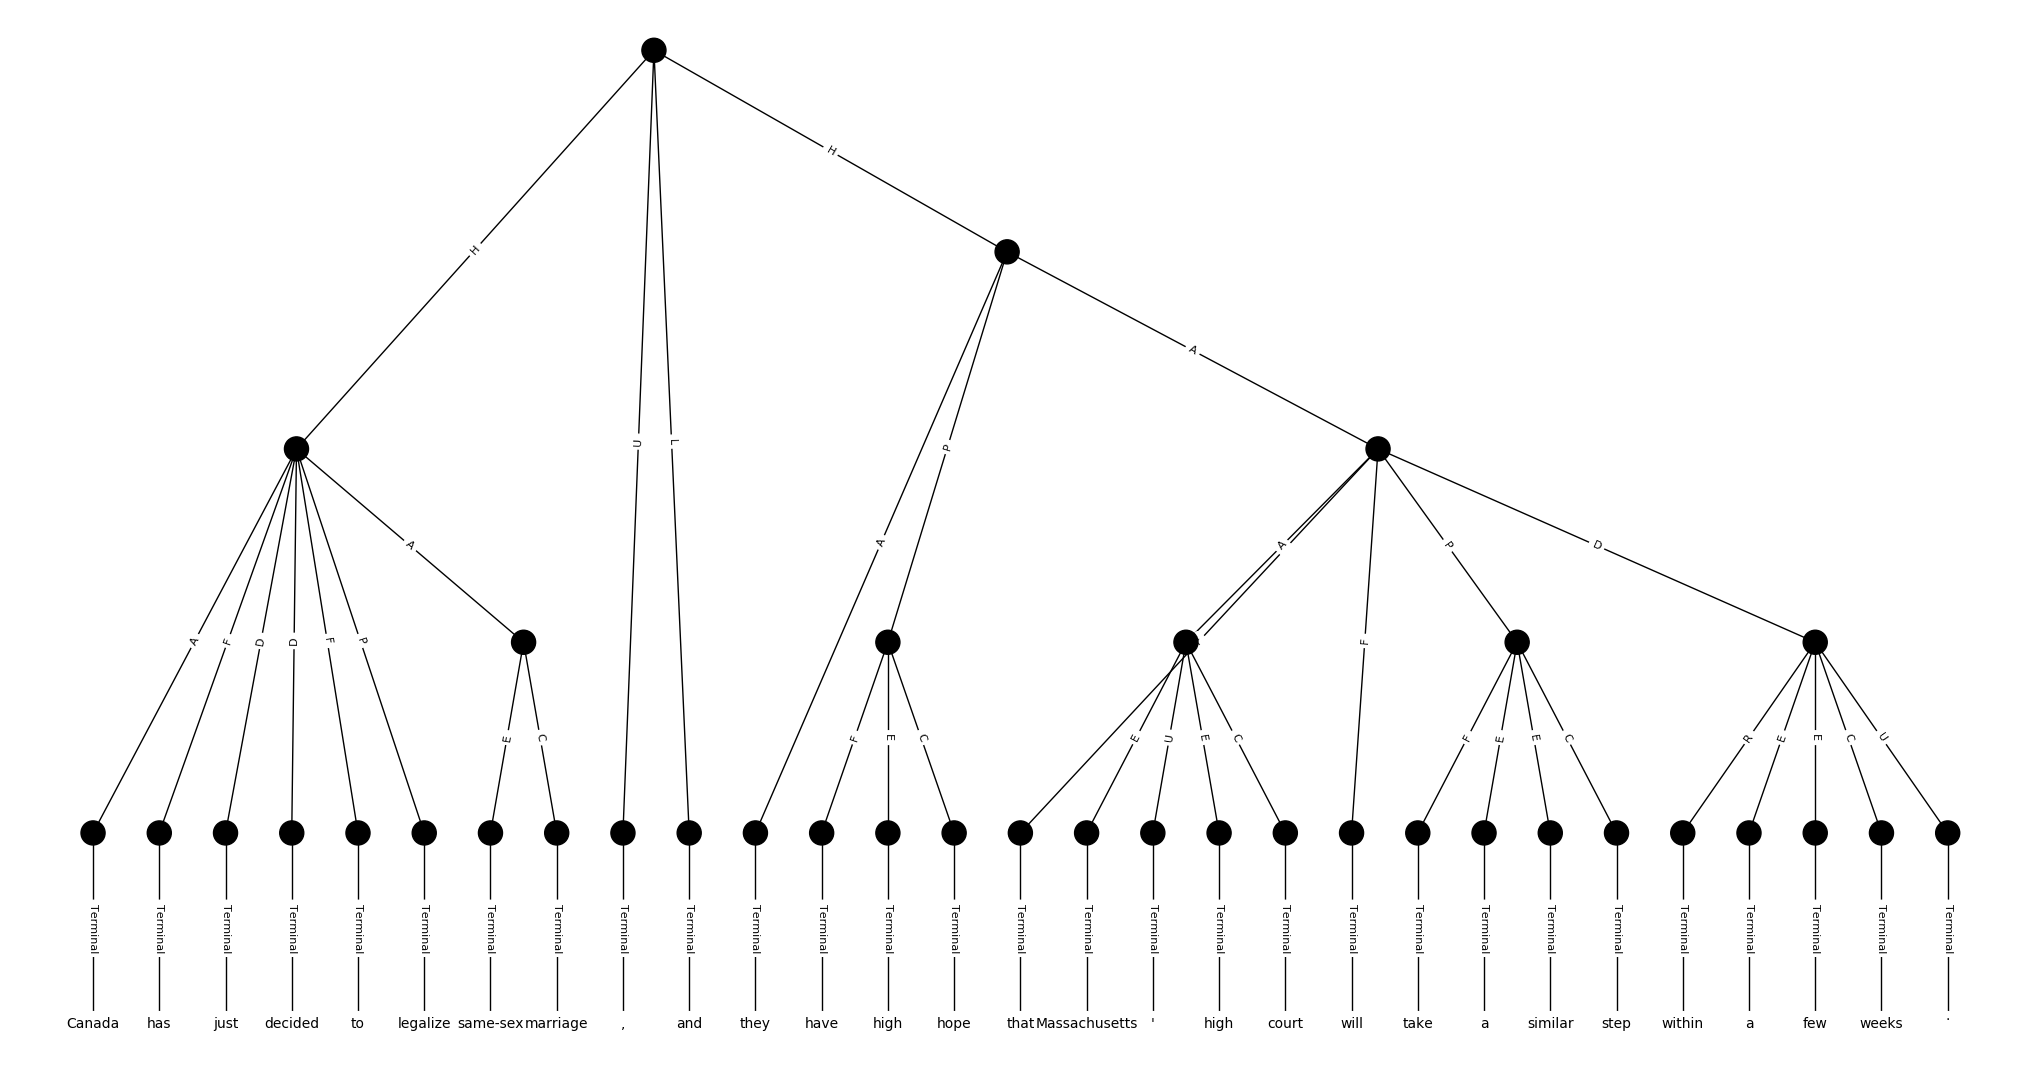 H
H
A
U
L
P
A
A
A
P
D
A
F
D
D
F
P
F
E
C
F
E
C
E
U
E
C
F
E
E
C
R
E
E
C
U
Terminal Terminal Terminal Terminal Terminal Terminal Terminal Terminal Terminal Terminal Terminal Terminal Terminal Terminal Terminal Terminal Terminal Terminal Terminal Terminal Terminal Terminal Terminal Terminal Terminal Terminal Terminal Terminal Terminal
Canada has just decided to legalize same-sex marriage , and they have high hope that Massachusetts ' high court will take a similar step within a few weeks .